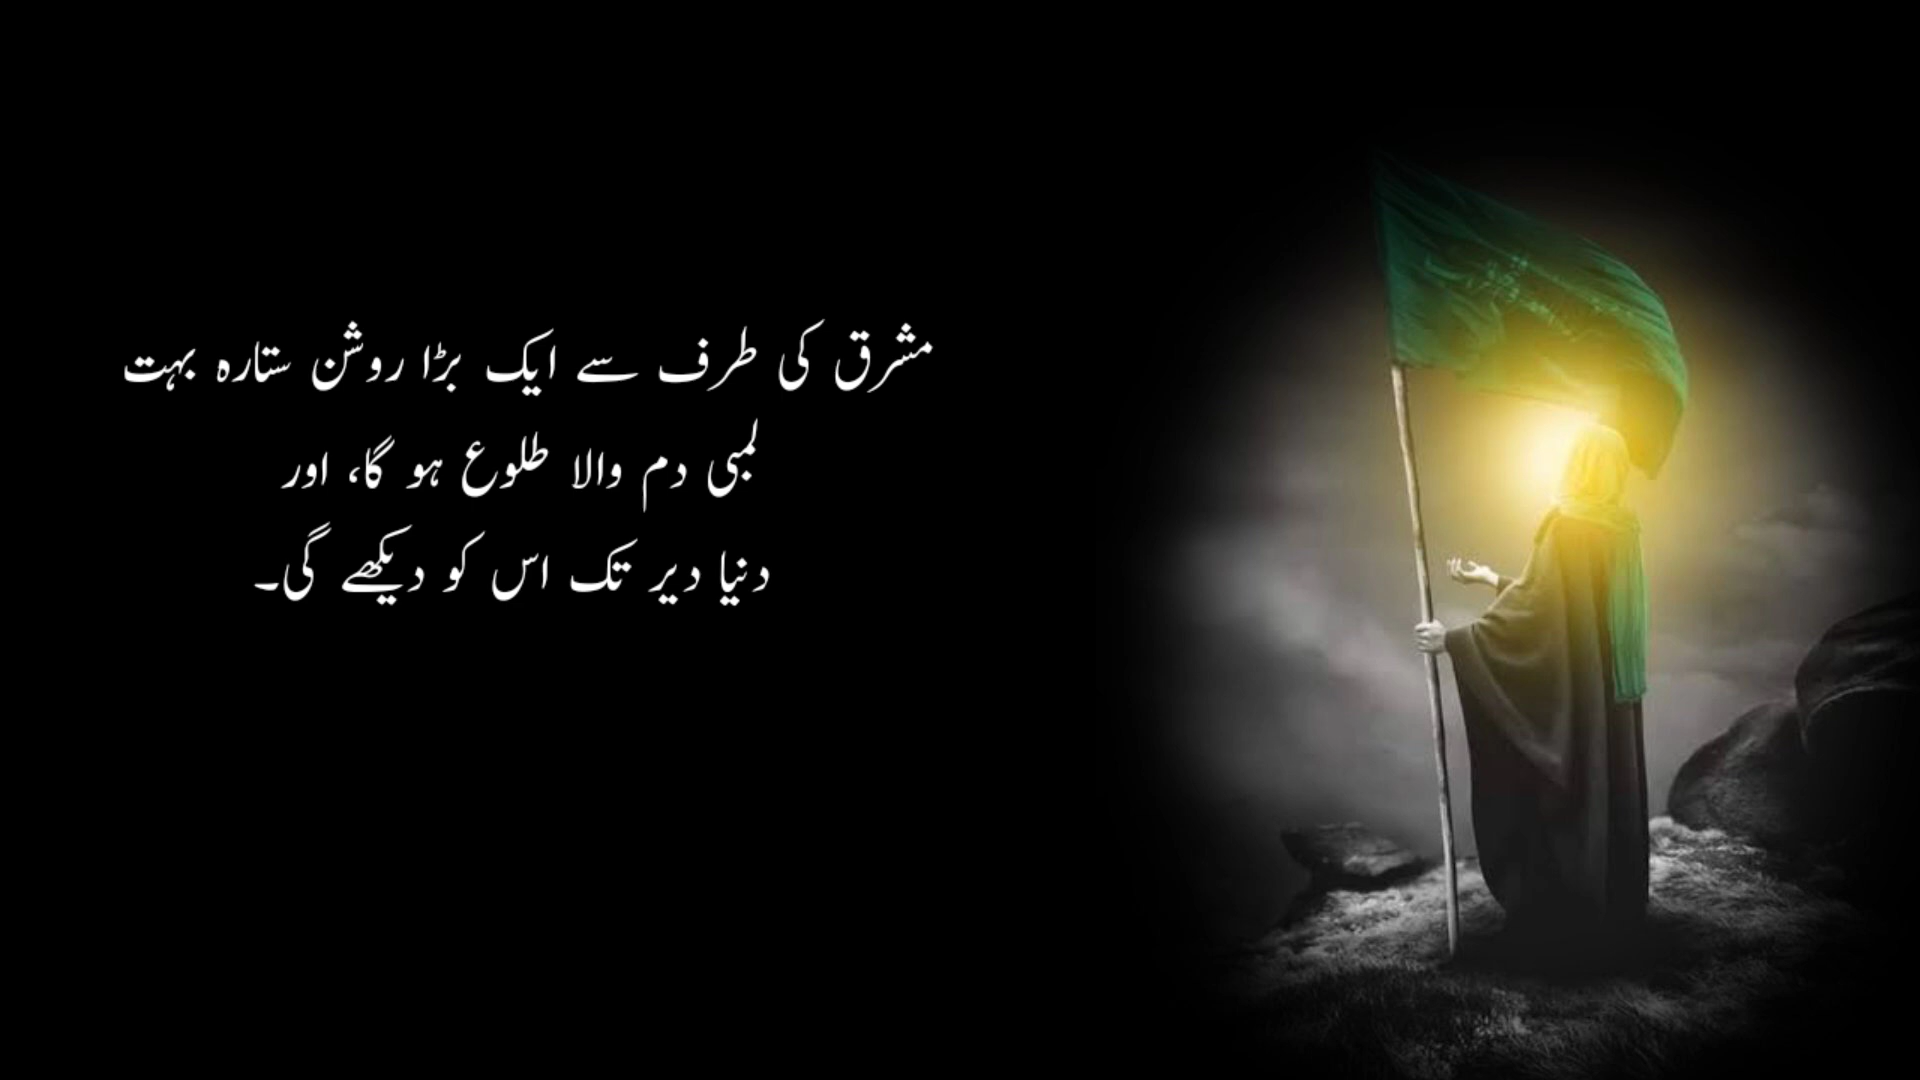 مشرق کی طرف سے ایک بڑا روشن ستارہ بہت
لمبی دم والا طلوع ہو گا، اور
دنیا دیر تک اس کو دیکھے گی۔